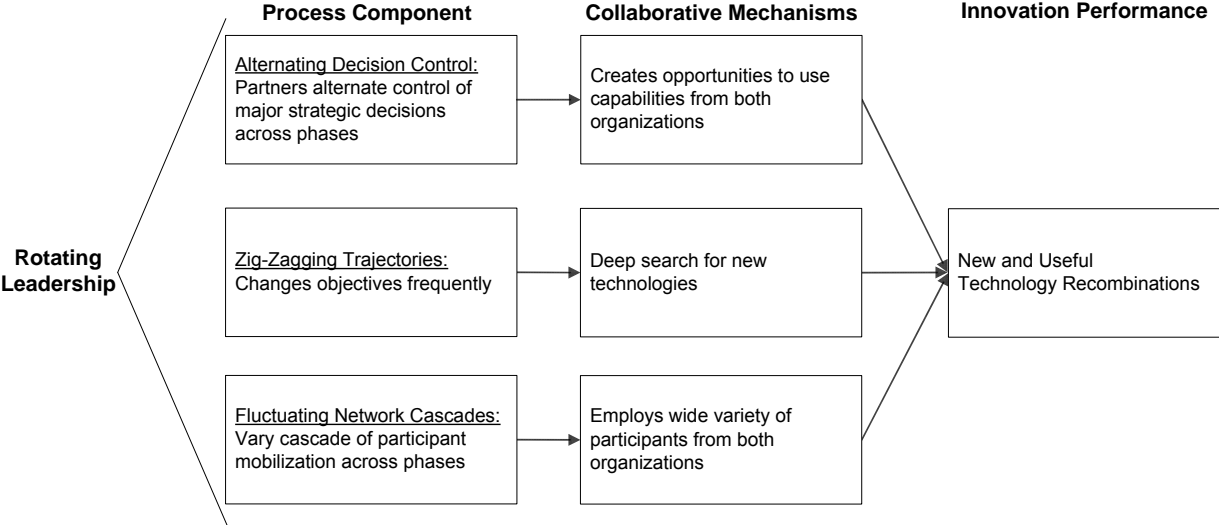 Process Component
Collaborative Mechanisms
Innovation Performance
Rotating
Leadership
Alternating Decision Control:
Partners alternate control of
major strategic decisions
across phases
Creates opportunities to use
capabilities from both
organizations
Zig-Zagging Trajectories:
Changes objectives frequently
Deep search for new
technologies
New and Useful
Technology Recombinations
Fluctuating Network Cascades:
Vary cascade of participant
mobilization across phases
Employs wide variety of
participants from both
organizations